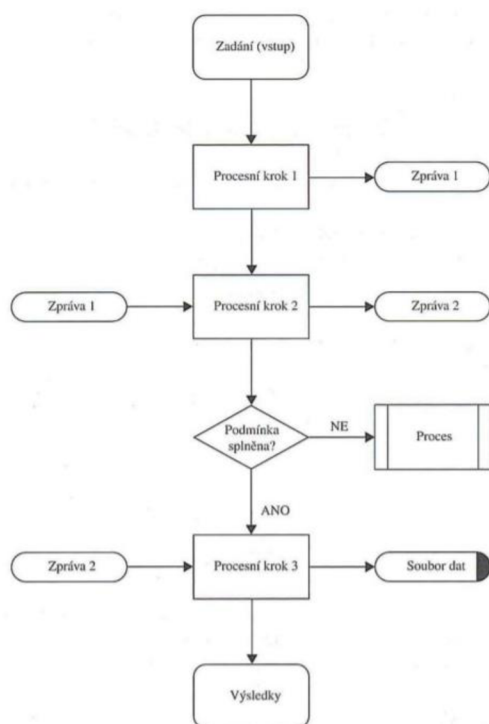 Zadání (vstup)
Procesní krok 1
Zpráva 1
Zpráva 1
Procesní krok 2
Zpráva 2
Podmínka
splněna?
NE
Proces
ANO
Zpráva 2
Procesní krok 3
Soubor dat
Výsledky